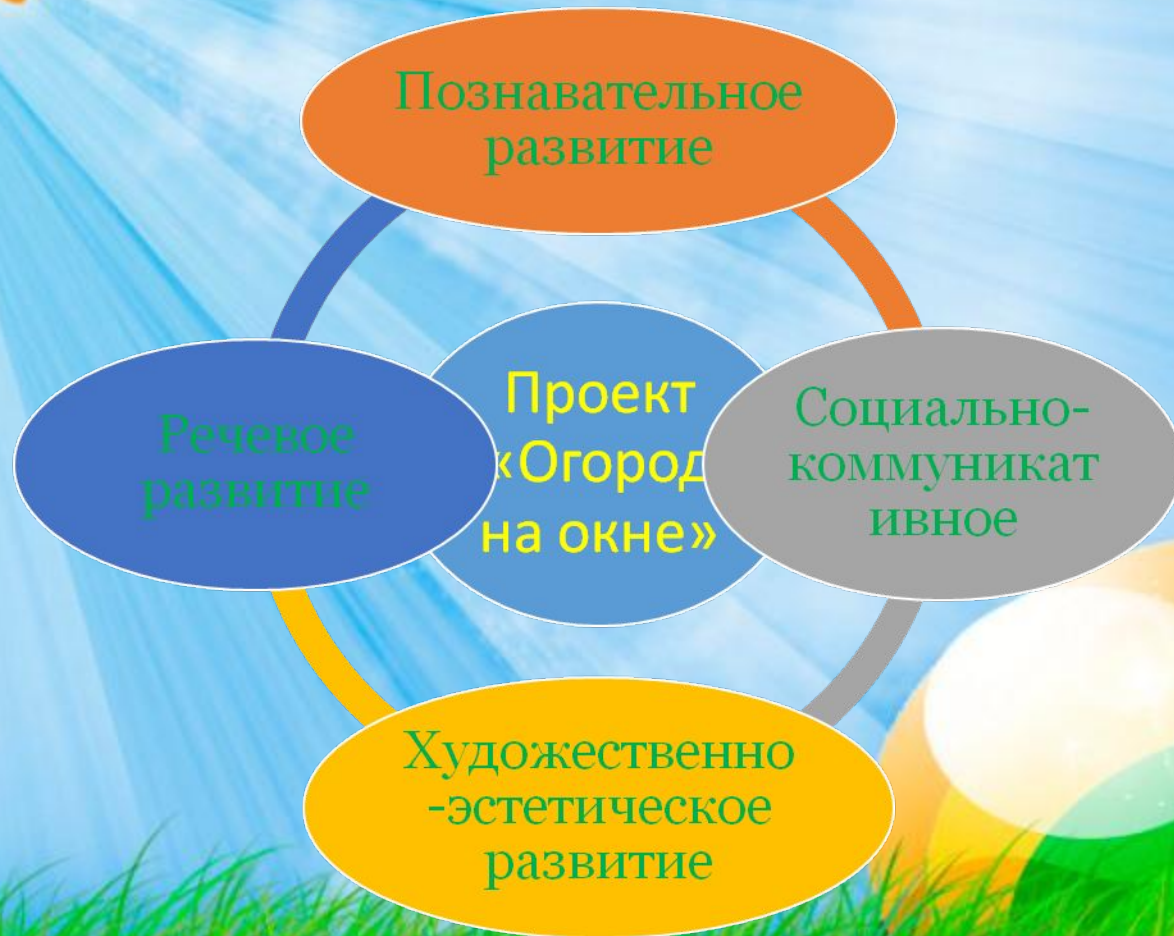 Познавательное
развитие
Речевое
развитие
Проект
«Огород
на окне»
Социально-
коммуникат
ивное
Художественно
-эстетическое
развитие